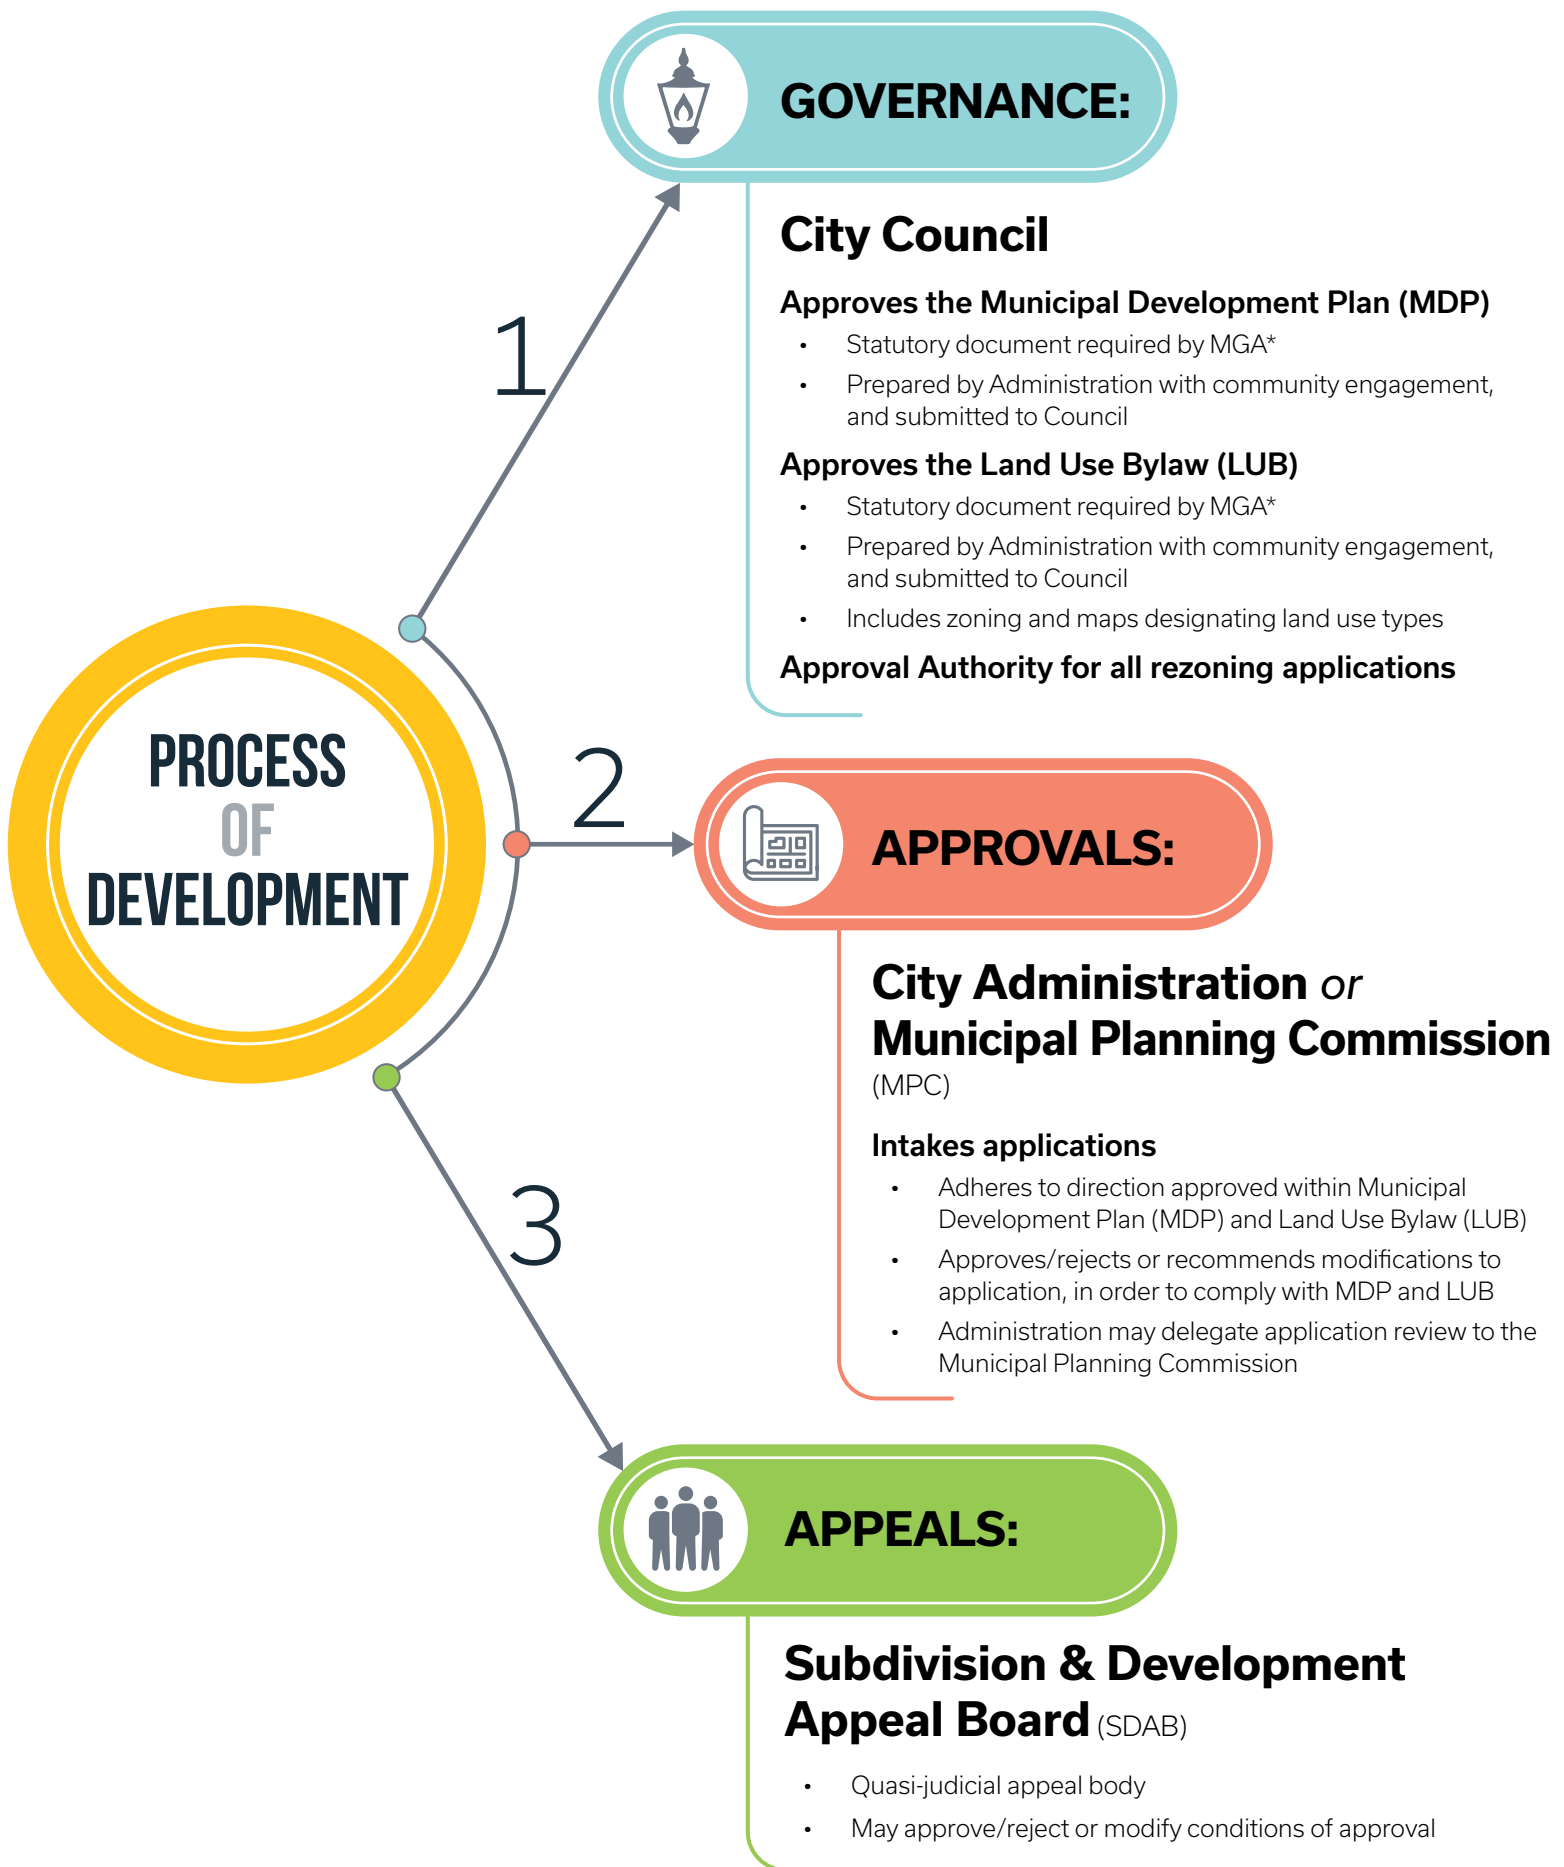 GOVERNANCE:
City Council
Approves the Municipal Development Plan (MDP)
• Statutory document required by MGA*
• Prepared by Administration with community engagement,
and submitted to Council
Approves the Land Use Bylaw (LUB)
• Statutory document required by MGA*
• Prepared by Administration with community engagement,
and submitted to Council
• Includes zoning and maps designating land use types
Approval Authority for all rezoning applications
1
PROCESS
OF
DEVELOPMENT
2
APPROVALS:
City Administration or
Municipal Planning Commission
(MPC)
Intakes applications
• Adheres to direction approved within Municipal
Development Plan (MDP) and Land Use Bylaw (LUB)
• Approves/rejects or recommends modifications to
application, in order to comply with MDP and LUB
• Administration may delegate application review to the
Municipal Planning Commission
3
APPEALS:
Subdivision & Development
Appeal Board (SDAB)
• Quasi-judicial appeal body
• May approve/reject or modify conditions of approval